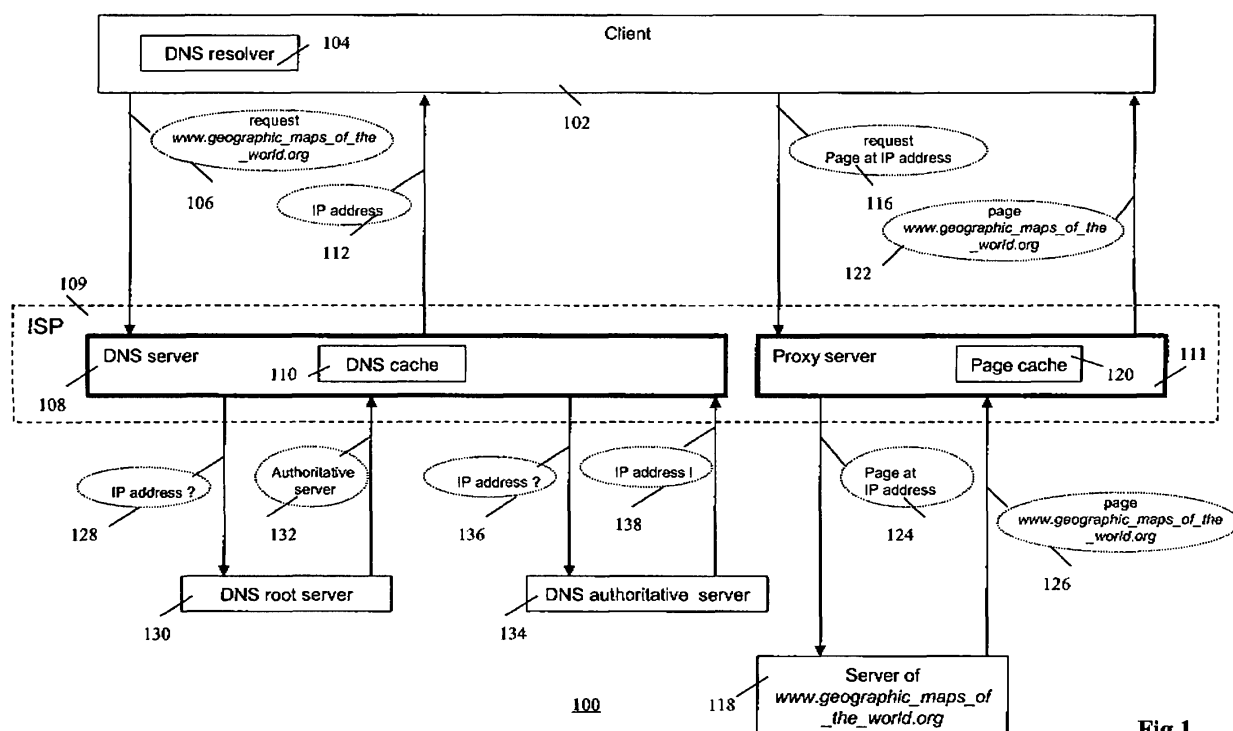 Client
DNS resolver
104
102
request
www.geographic_maps_of_the
_world.org
106
IP address
112
request
Page at IP address
116
page
www.geographic_maps_of_the
_world.org
122
109
ISP
DNS server
110
DNS cache
108
Proxy server
Page cache
120
111
IP address ?
128
Authoritative
server
132
IP address ?
136
IP address !
138
Page at
IP address
124
page
www.geographic_maps_of_the
_world.org
126
DNS root server
130
DNS authoritative server
134
Server of
www.geographic_maps_of
_the_world.org
118
100
Fig 1